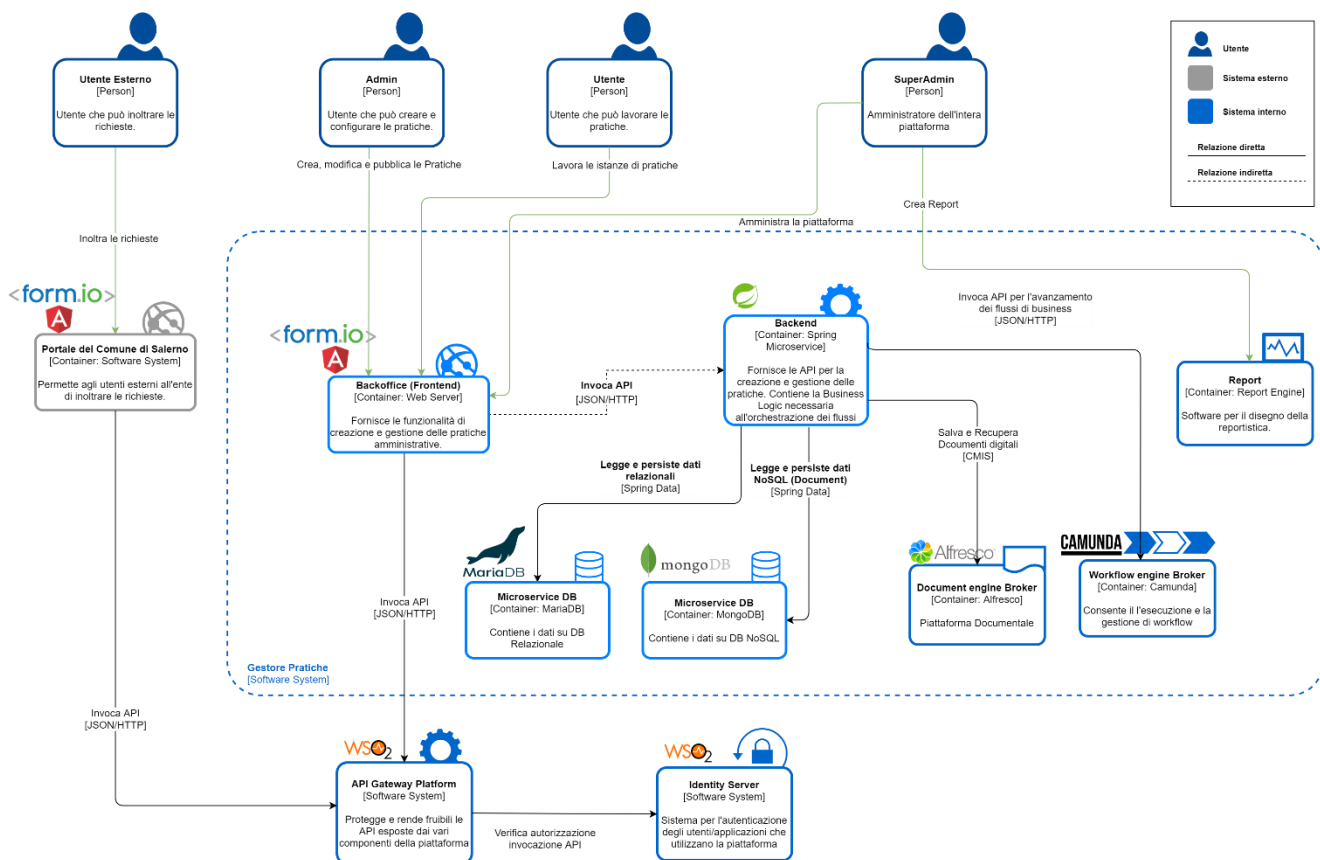 Utente Esterno
[Person]
Utente che può inoltrare le
richieste.
Admin
[Person]
Utente che può creare e
configurare le pratiche.
Utente
[Person]
Utente che può lavorare le
pratiche.
SuperAdmin
[Person]
Amministratore dell'intera
piattaforma
Utente
Sistema esterno
Sistema interno
Relazione diretta
Relazione indiretta
Crea, modifica e pubblica le Pratiche
Lavora le istanze di pratiche
Inoltra le richieste
Amministra la piattaforma
Crea Report
<form.io>
Portale del Comune di Salerno
[Container: Software System]
Permette agli utenti esterni all'ente
di inoltrare le richieste.
<form.io>
Backoffice (Frontend)
[Container: Web Server]
Fornisce le funzionalità di
creazione e gestione delle pratiche
amministrative.
Invoca API
[JSON/HTTP]
Backend
[Container: Spring
Microservice]
Fornisce le API per la
creazione e gestione delle
pratiche. Contiene la Business
Logic necessaria
all'orchestrazione dei flussi
Invoca API per l'avanzamento
dei flussi di business
[JSON/HTTP]
Report
[Container: Report Engine]
Software per il disegno della
reportistica.
Legge e persiste dati
relazionali
[Spring Data]
Legge e persiste dati
NoSQL (Document)
[Spring Data]
Salva e Recupera
Dcoumenti digitali
[CMIS]
MariaDB
Microservice DB
[Container: MariaDB]
Contiene i dati su DB
Relazionale
mongoDB
Microservice DB
[Container: MongoDB]
Contiene i dati su DB NoSQL
Alfresco
Document engine Broker
[Container: Alfresco]
Piattaforma Documentale
CAMUNDA
Workflow engine Broker
[Container: Camunda]
Consente il l'esecuzione e la
gestione di workflow
Invoca API
[JSON/HTTP]
Gestore Pratiche
[Software System]
Invoca API
[JSON/HTTP]
WSO2
API Gateway Platform
[Software System]
Protegge e rende fruibili le
API esposte dai vari
componenti della piattaforma
Verifica autorizzazione
invocazione API
WSO2
Identity Server
[Software System]
Sistema per l'autenticazione
degli utenti/applicazioni che
utilizzano la piattaforma